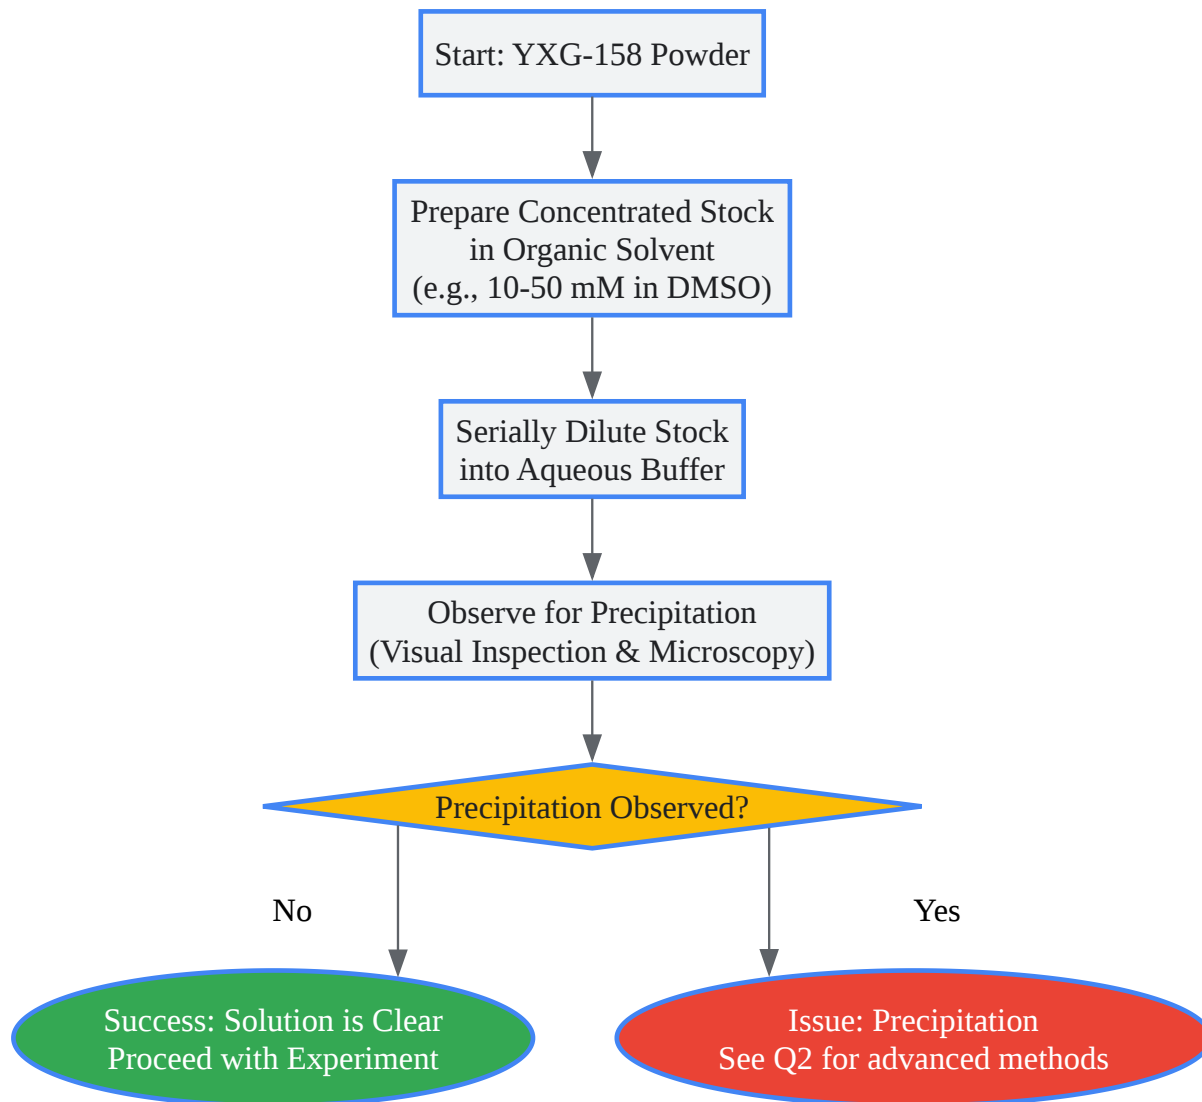 Start: YXG-158 Powder
Prepare Concentrated Stock
in Organic Solvent
(e.g., 10-50 mM in DMSO)
Serially Dilute Stock
into Aqueous Buffer
Observe for Precipitation
(Visual Inspection & Microscopy)
Precipitation Observed?
No
Yes
Success: Solution is Clear
Proceed with Experiment
Issue: Precipitation
See Q2 for advanced methods